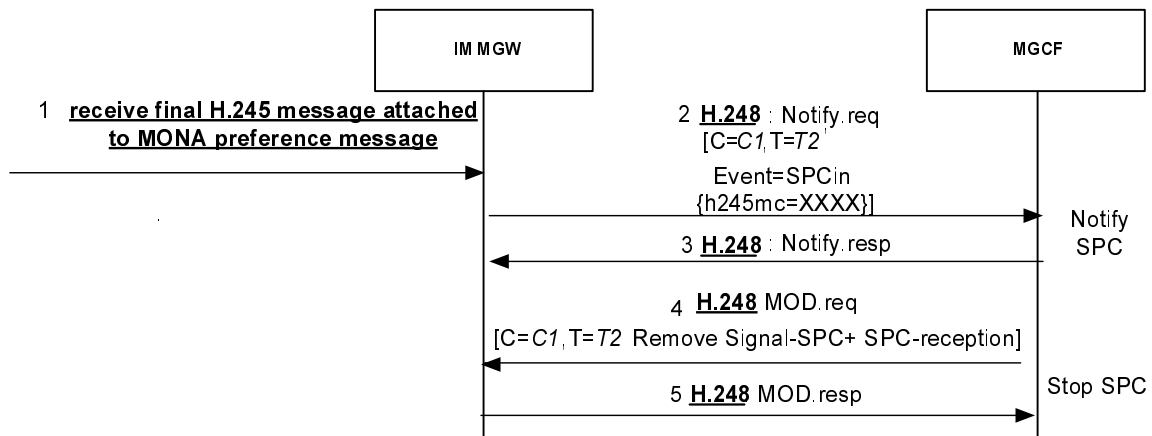 IM MGW
MGCF
1 receive final H.245 message attached
to MONA preference message
2 H.248 : Notify.req
[C=C1,T=T2
Event=SPCin
{h245mc=XXXX}]
Notify
SPC
3 H.248 : Notify.resp
4 H.248 MOD.req
[C=C1,T=T2 Remove Signal-SPC+ SPC-reception]
Stop SPC
5 H.248 MOD.resp